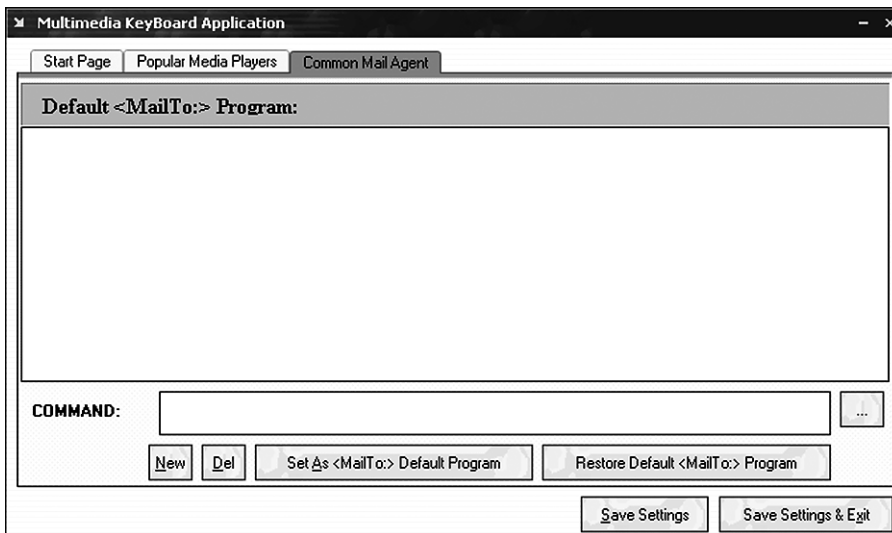 Multimedia KeyBoard Application
Start Page Popular Media Players Common Mail Agent
Default <MailTo:> Program:
COMMAND: ...
New Del Set As <MailTo:> Default Program Restore Default <MailTo:> Program
Save Settings Save Settings & Exit